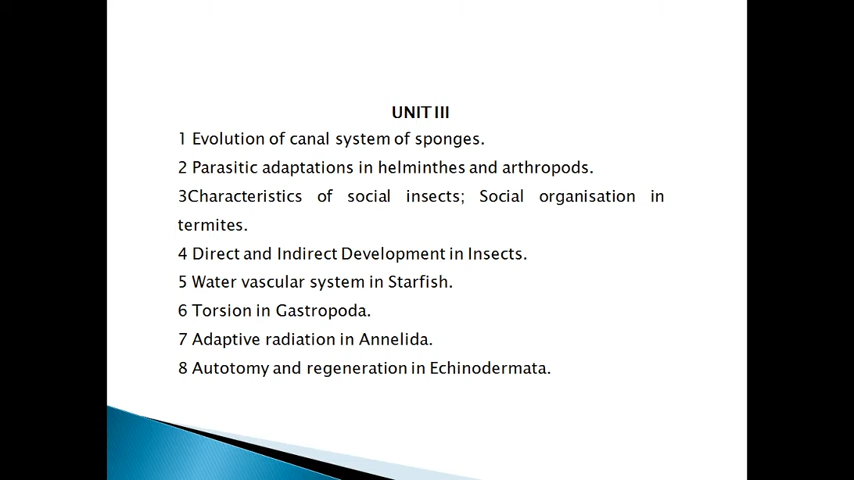 UNIT III
1 Evolution of canal system of sponges.
2 Parasitic adaptations in helminthes and arthropods.
3Characteristics of social insects; Social organisation in
termites.
4 Direct and Indirect Development in Insects.
5 Water vascular system in Starfish.
6 Torsion in Gastropoda.
7 Adaptive radiation in Annelida.
8 Autotomy and regeneration in Echinodermata.